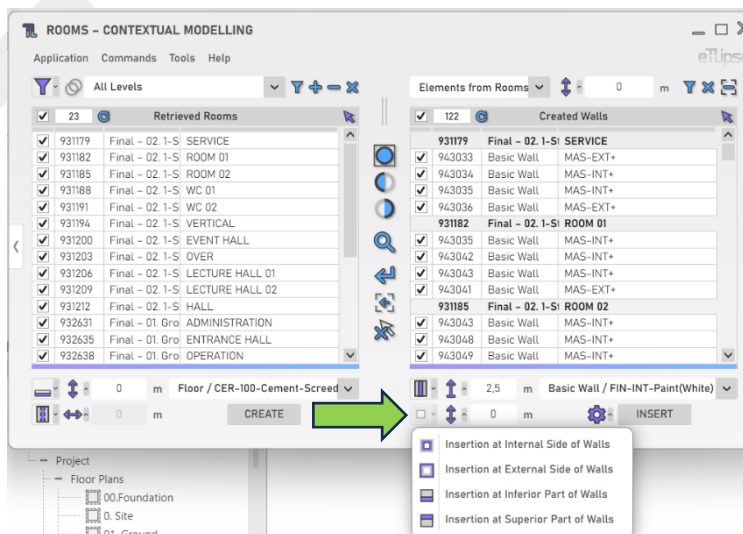 ROOMS – CONTEXTUAL MODELLING
Application Commands Tools Help
eTLipse
All Levels
Elements from Rooms 0 m
23 Retrieved Rooms
122 Created Walls
931179 Final – 02. 1-S SERVICE
931182 Final – 02. 1-S ROOM 01
931185 Final – 02. 1-S ROOM 02
931188 Final – 02. 1-S WC 01
931191 Final – 02. 1-S WC 02
931194 Final – 02. 1-S VERTICAL
931200 Final – 02. 1-S EVENT HALL
931203 Final – 02. 1-S OVER
931206 Final – 02. 1-S LECTURE HALL 01
931209 Final – 02. 1-S LECTURE HALL 02
931212 Final – 02. 1-S HALL
932631 Final – 01. Gro ADMINISTRATION
932635 Final – 01. Gro ENTRANCE HALL
932638 Final – 01. Gro OPERATION
931179 Final – 02. 1-St SERVICE
943033 Basic Wall MAS-EXT+
943034 Basic Wall MAS-INT+
943035 Basic Wall MAS-INT+
943036 Basic Wall MAS-EXT+
931182 Final – 02. 1-St ROOM 01
943035 Basic Wall MAS-INT+
943042 Basic Wall MAS-INT+
943043 Basic Wall MAS-INT+
943041 Basic Wall MAS-EXT+
931185 Final – 02. 1-St ROOM 02
943043 Basic Wall MAS-INT+
943048 Basic Wall MAS-INT+
943049 Basic Wall MAS-INT+
0 m Floor / CER-100-Cement-Screed
0 m CREATE
2,5 m Basic Wall / FIN-INT-Paint(White)
0 m INSERT
Insertion at Internal Side of Walls
Insertion at External Side of Walls
Insertion at Inferior Part of Walls
Insertion at Superior Part of Walls
Project
Floor Plans
00.Foundation
0. Site
01. Ground